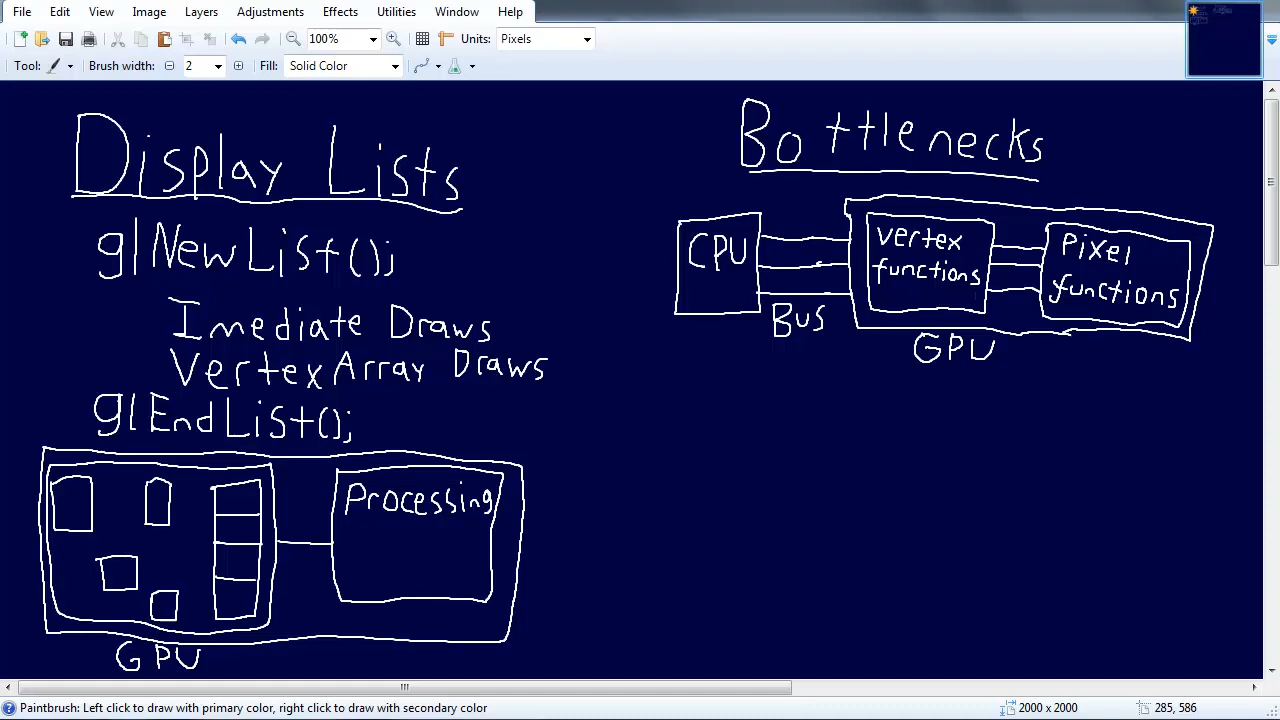 File Edit View Image Layers Adjustments Effects Utilities Window Help
100% Units: Pixels
Tool: Brush width: 2 Fill: Solid Color
Display Lists
glNewList();
Imediate Draws
VertexArray Draws
glEndList();
Processing
GPU
Bottlenecks
CPU
Bus
vertex
functions
Pixel
functions
GPU
Paintbrush: Left click to draw with primary color, right click to draw with secondary color
2000 x 2000
285, 586